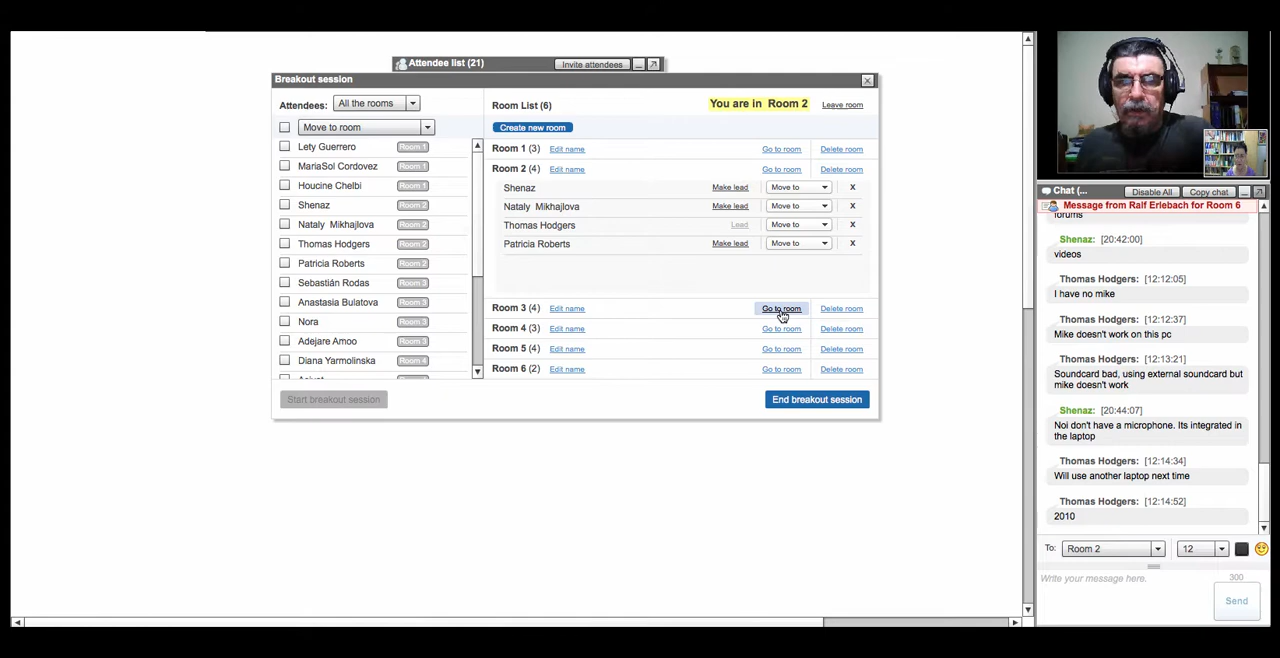 Attendee list (21)
Invite attendees
Breakout session
Attendees:
All the rooms
Move to room
Lety Guerrero
Room 1
MariaSol Cordovez
Room 1
Houcine Chelbi
Room 1
Shenaz
Room 2
Nataly Mikhajlova
Room 2
Thomas Hodgers
Room 2
Patricia Roberts
Room 2
Sebastián Rodas
Room 3
Anastasia Bulatova
Room 3
Nora
Room 3
Adejare Amoo
Room 3
Diana Yarmolinska
Room 4
Start breakout session
Room List (6)
You are in Room 2
Leave room
Create new room
Room 1 (3) Edit name Go to room Delete room
Room 2 (4) Edit name Go to room Delete room
Shenaz Make lead Move to X
Nataly Mikhajlova Make lead Move to X
Thomas Hodgers Lead Move to X
Patricia Roberts Make lead Move to X
Room 3 (4) Edit name Go to room Delete room
Room 4 (3) Edit name Go to room Delete room
Room 5 (4) Edit name Go to room Delete room
Room 6 (2) Edit name Go to room Delete room
End breakout session
Chat (...
Disable All
Copy chat
Message from Ralf Erlebach for Room 6
forums
Shenaz: [20:42:00]
videos
Thomas Hodgers: [12:12:05]
I have no mike
Thomas Hodgers: [12:12:37]
Mike doesn't work on this pc
Thomas Hodgers: [12:13:21]
Soundcard bad, using external soundcard but
mike doesn't work
Shenaz: [20:44:07]
Noi don't have a microphone. Its integrated in
the laptop
Thomas Hodgers: [12:14:34]
Will use another laptop next time
Thomas Hodgers: [12:14:52]
2010
To: Room 2 12
Write your message here. 300
Send